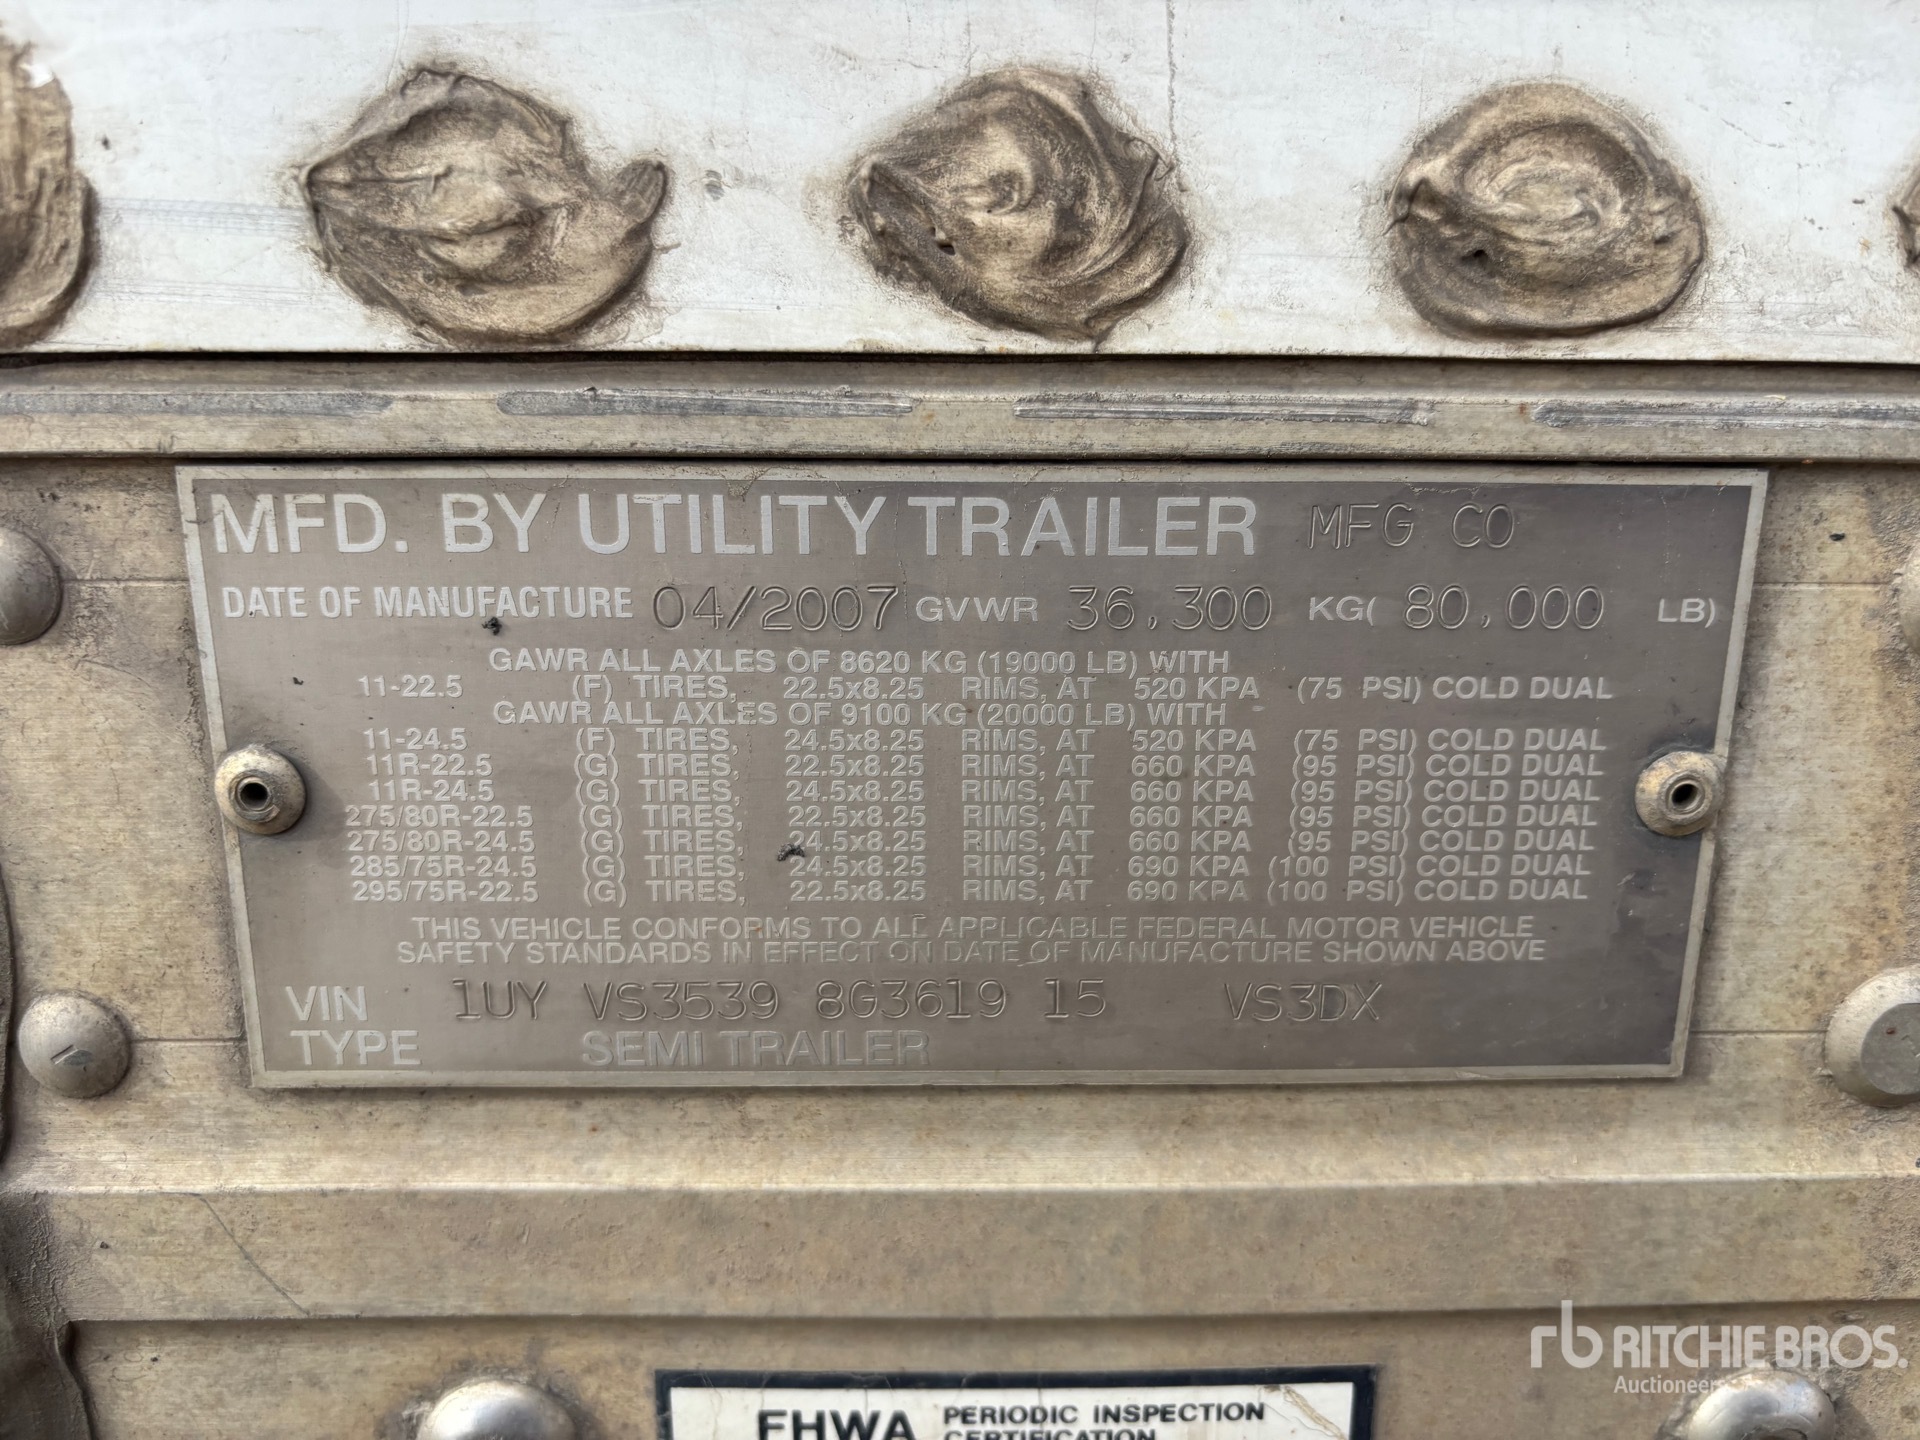 MFD. BY UTILITY TRAILER MFG CO
DATE OF MANUFACTURE 04/2007 GVWR 36,300 KG( 80,000 LB)
GAWR ALL AXLES OF 8620 KG (19000 LB) WITH
11-22.5 (F) TIRES, 22.5x8.25 RIMS, AT 520 KPA (75 PSI) COLD DUAL
GAWR ALL AXLES OF 9100 KG (20000 LB) WITH
11-24.5 (F) TIRES, 24.5x8.25 RIMS, AT 520 KPA (75 PSI) COLD DUAL
11R-22.5 (G) TIRES, 22.5x8.25 RIMS, AT 660 KPA (95 PSI) COLD DUAL
11R-24.5 (G) TIRES, 24.5x8.25 RIMS, AT 660 KPA (95 PSI) COLD DUAL
275/80R-22.5 (G) TIRES, 22.5x8.25 RIMS, AT 660 KPA (95 PSI) COLD DUAL
275/80R-24.5 (G) TIRES, 24.5x8.25 RIMS, AT 660 KPA (95 PSI) COLD DUAL
285/75R-24.5 (G) TIRES, 24.5x8.25 RIMS, AT 690 KPA (100 PSI) COLD DUAL
295/75R-22.5 (G) TIRES, 22.5x8.25 RIMS, AT 690 KPA (100 PSI) COLD DUAL
THIS VEHICLE CONFORMS TO ALL APPLICABLE FEDERAL MOTOR VEHICLE
SAFETY STANDARDS IN EFFECT ON DATE OF MANUFACTURE SHOWN ABOVE
VIN 1UY VS3539 8G3619 15 VS3DX
TYPE SEMI TRAILER
FHWA PERIODIC INSPECTION
CERTIFICATION
rb RITCHIE BROS.
Auctioneers